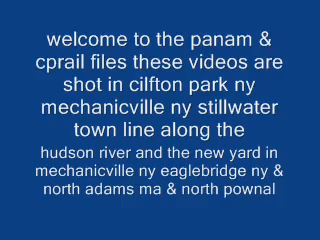 welcome to the panam &
cprail files these videos are
shot in cilfton park ny
mechanicville ny stillwater
town line along the
hudson river and the new yard in
mechanicville ny eaglebridge ny &
north adams ma & north pownal